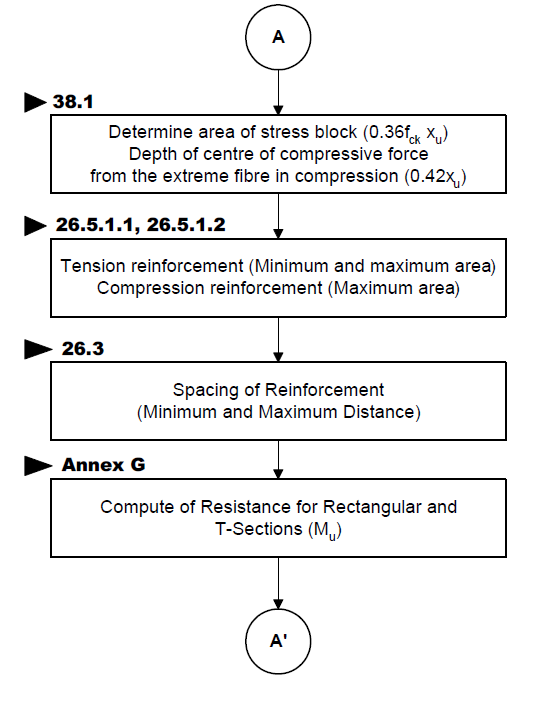 A
38.1
Determine area of stress block (0.36fck xu)
Depth of centre of compressive force
from the extreme fibre in compression (0.42xu)
26.5.1.1, 26.5.1.2
Tension reinforcement (Minimum and maximum area)
Compression reinforcement (Maximum area)
26.3
Spacing of Reinforcement
(Minimum and Maximum Distance)
Annex G
Compute of Resistance for Rectangular and
T-Sections (Mu)
A'